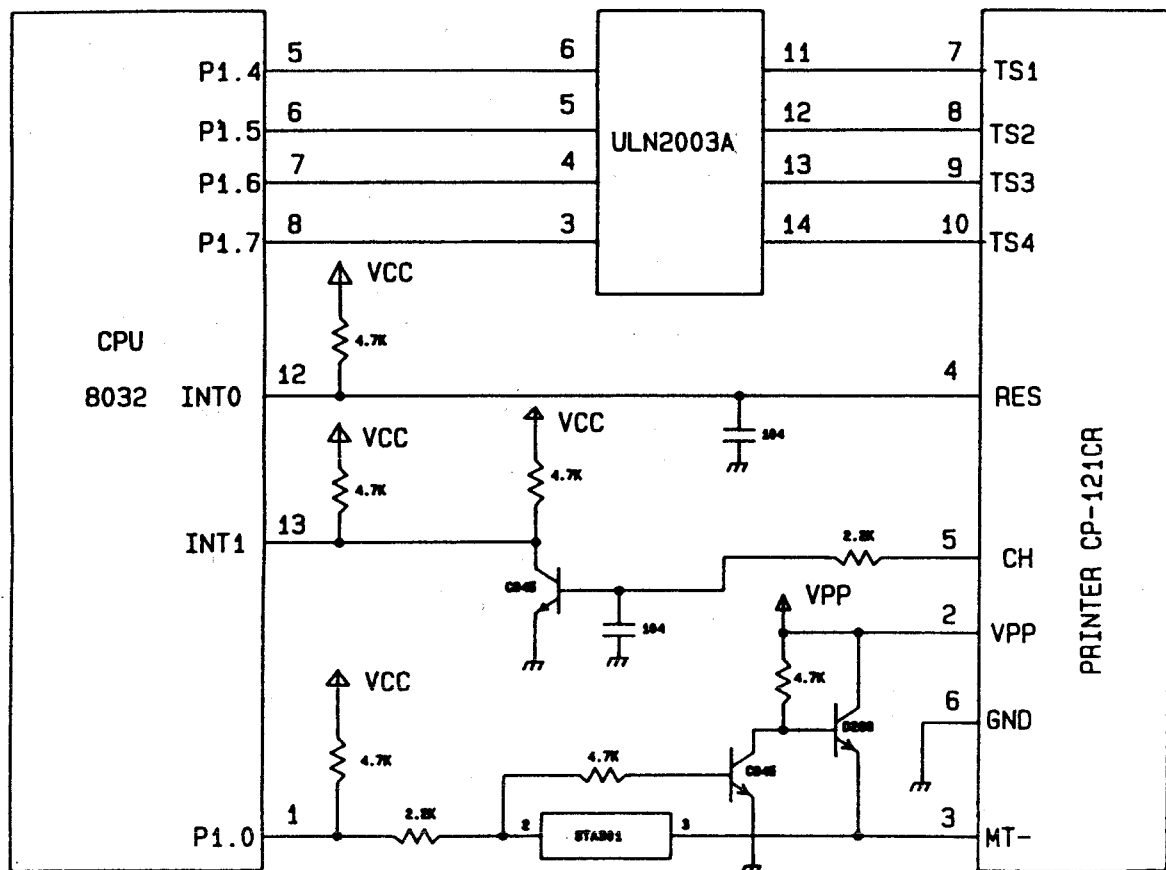 5 6 11 7
P1.4 TS1
6 5 12 8
P1.5 ULN2003A TS2
7 4 13 9
P1.6 TS3
8 3 14 10
P1.7 TS4
VCC
4.7K
CPU
12 4
8032 INT0 RES
VCC VCC
104
4.7K 4.7K
13 2.2K 5
INT1 CH
C945 VPP
104 2
VPP
VCC 4.7K
6
GND
4.7K 4.7K
C945
1 2.2K 2 3 3
P1.0 MT-
PRINTER CP-121CR